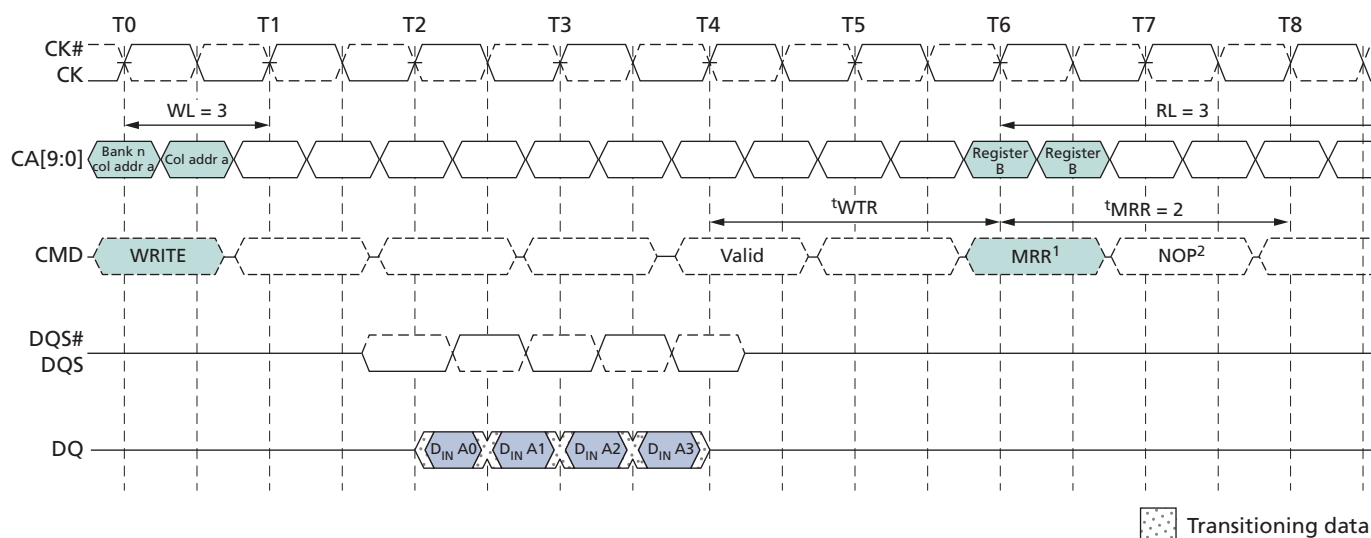 T0 T1 T2 T3 T4 T5 T6 T7 T8
CK#
CK
WL = 3 RL = 3
CA[9:0] Bank n col addr a Col addr a Register B Register B
tWTR tMRR = 2
CMD WRITE Valid MRR1 NOP2
DQS#
DQS
DQ DIN A0 DIN A1 DIN A2 DIN A3
Transitioning data